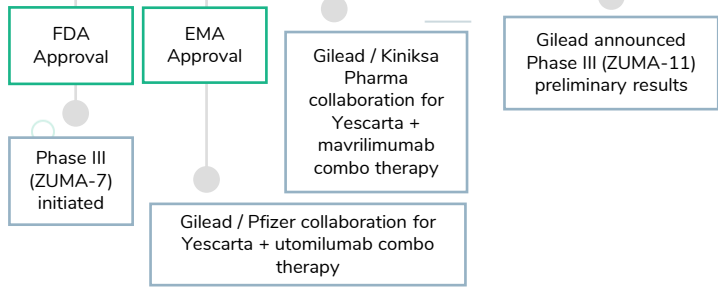 FDA
Approval
EMA
Approval
Gilead / Kiniksa
Pharma
collaboration for
Yescarta +
mavrilimumab
combo therapy
Gilead announced
Phase III (ZUMA-11)
preliminary results
Phase III
(ZUMA-7)
initiated
Gilead / Pfizer collaboration for
Yescarta + utomilumab combo
therapy